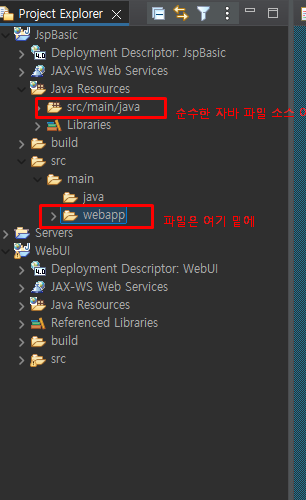 Project Explorer
JspBasic
Deployment Descriptor: JspBasic
JAX-WS Web Services
Java Resources
src/main/java 순수한 자바 파일 소스
Libraries
build
src
main
java
webapp 파일은 여기 밑에
Servers
WebUI
Deployment Descriptor: WebUI
JAX-WS Web Services
Java Resources
Referenced Libraries
build
src